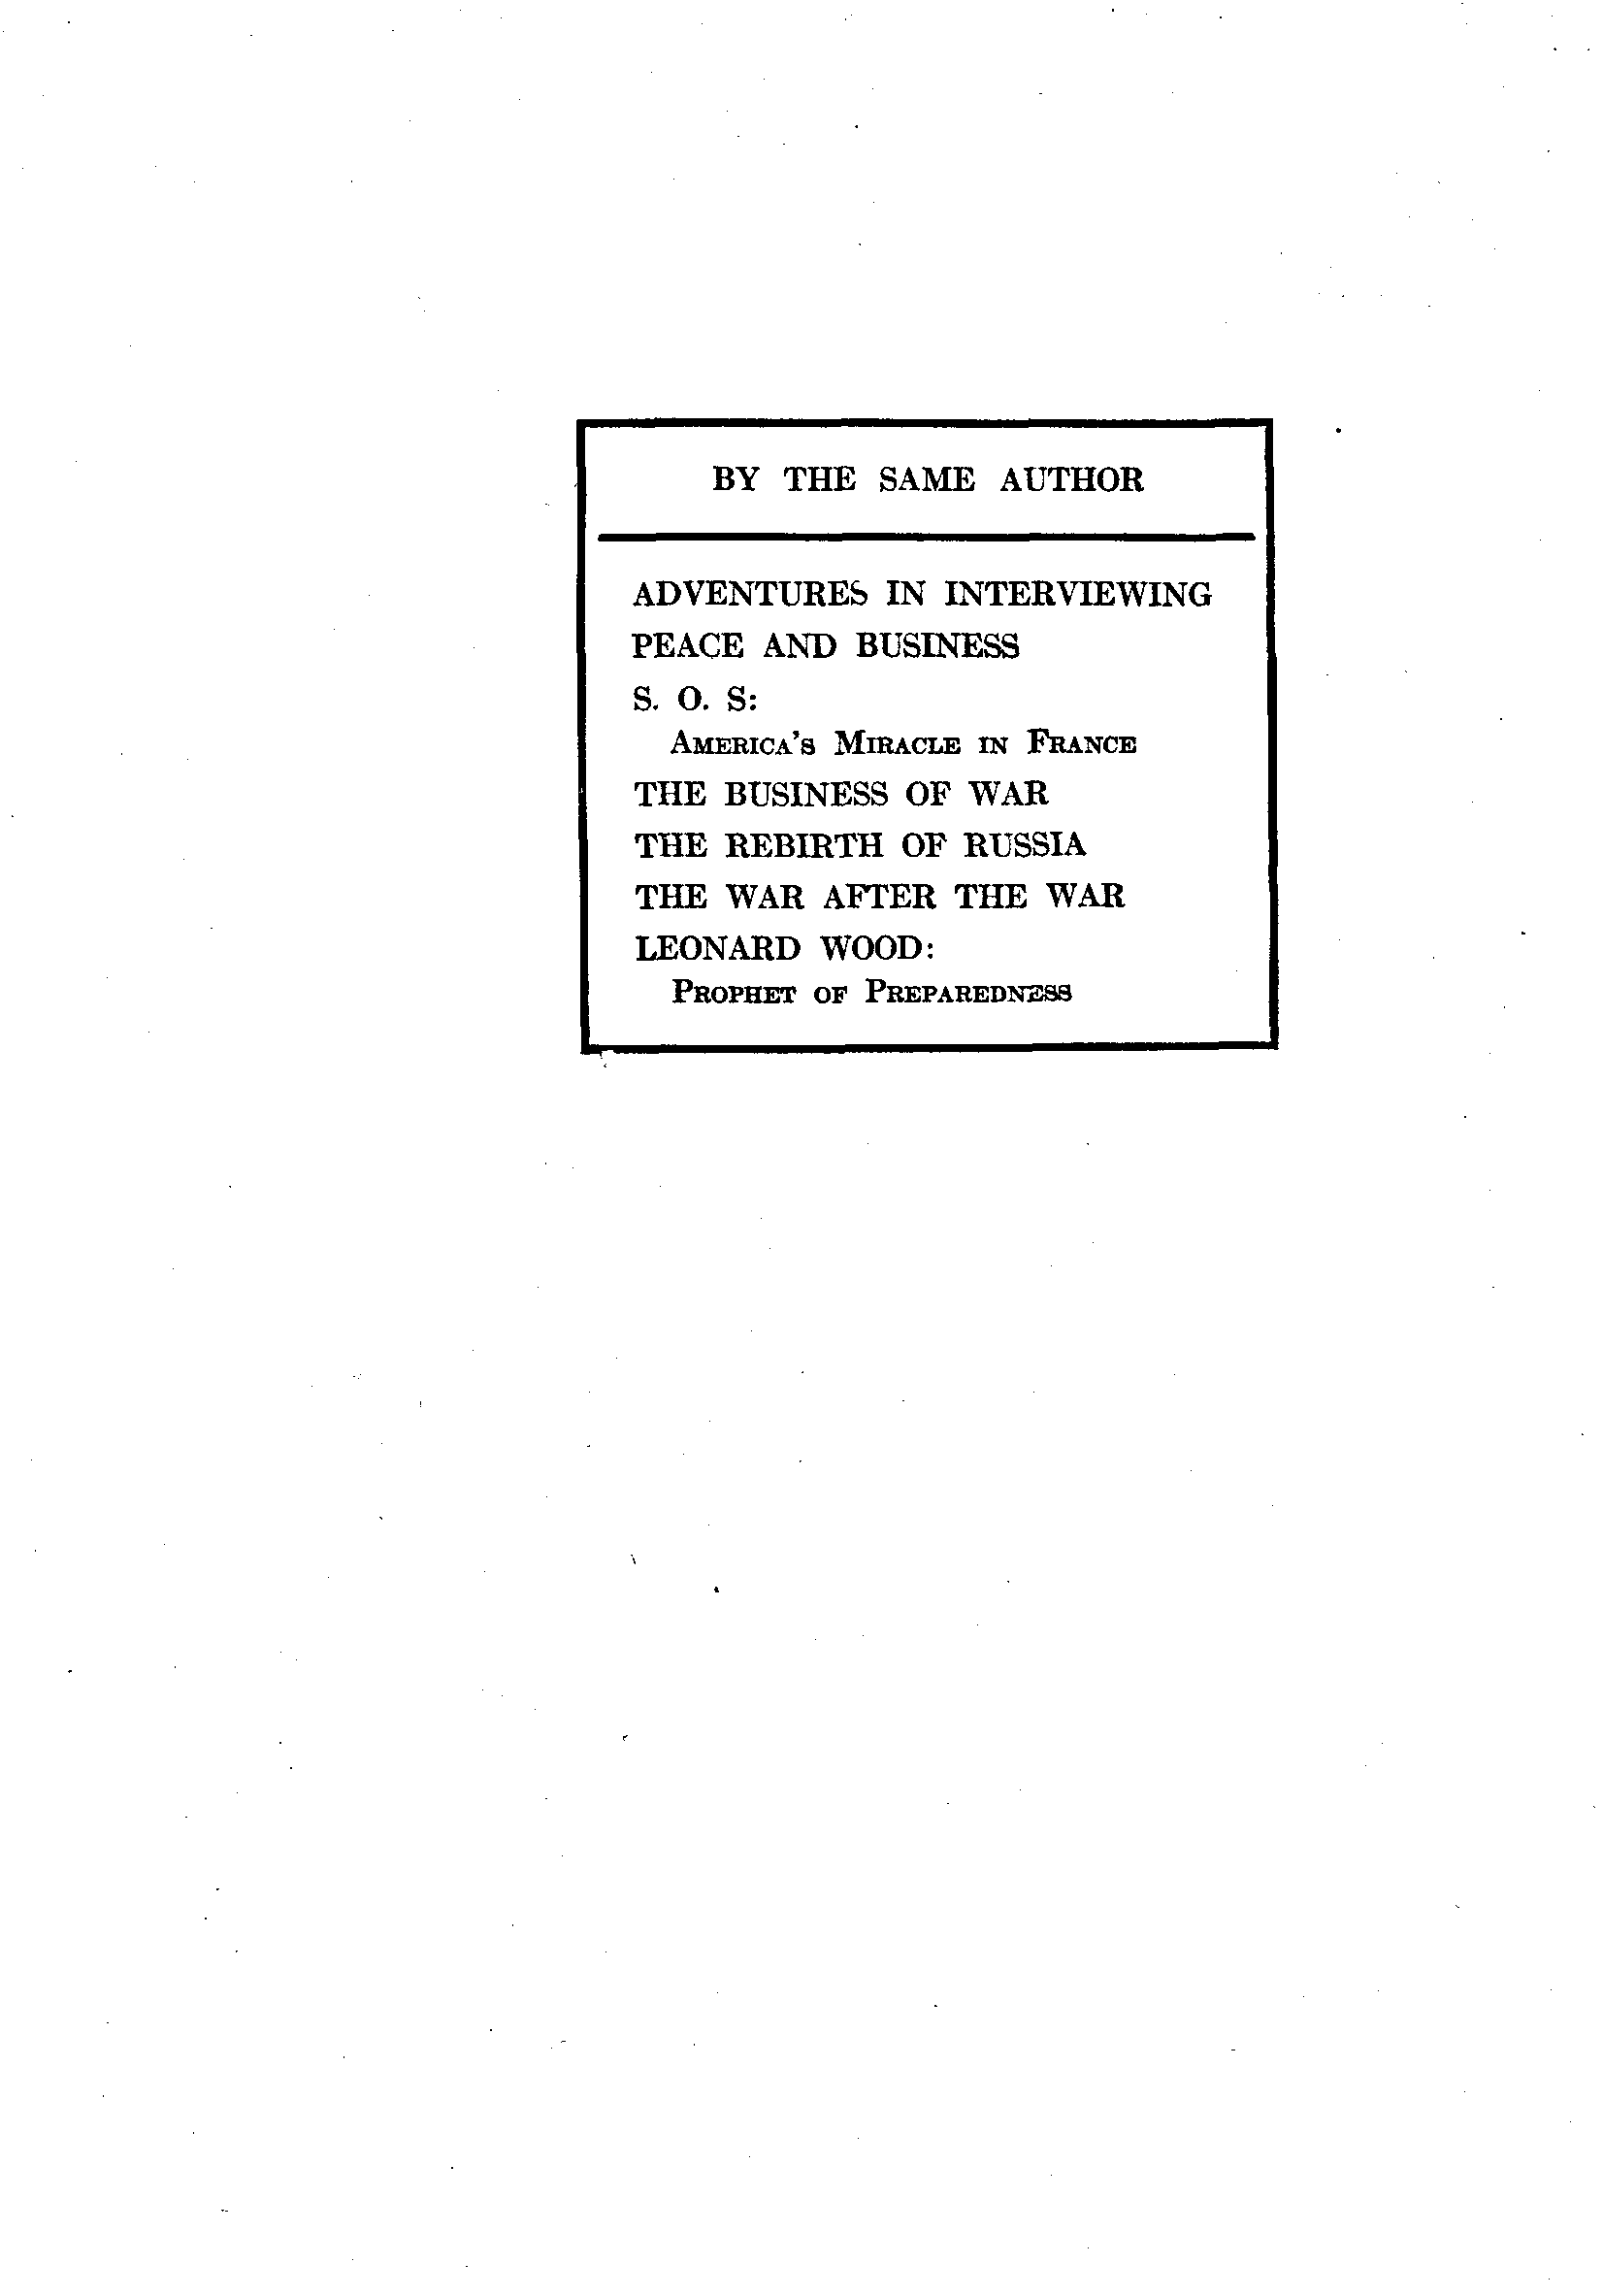 BY THE SAME AUTHOR
ADVENTURES IN INTERVIEWING
PEACE AND BUSINESS
S. O. S:
AMERICA'S MIRACLE IN FRANCE
THE BUSINESS OF WAR
THE REBIRTH OF RUSSIA
THE WAR AFTER THE WAR
LEONARD WOOD:
PROPHET OF PREPAREDNESS